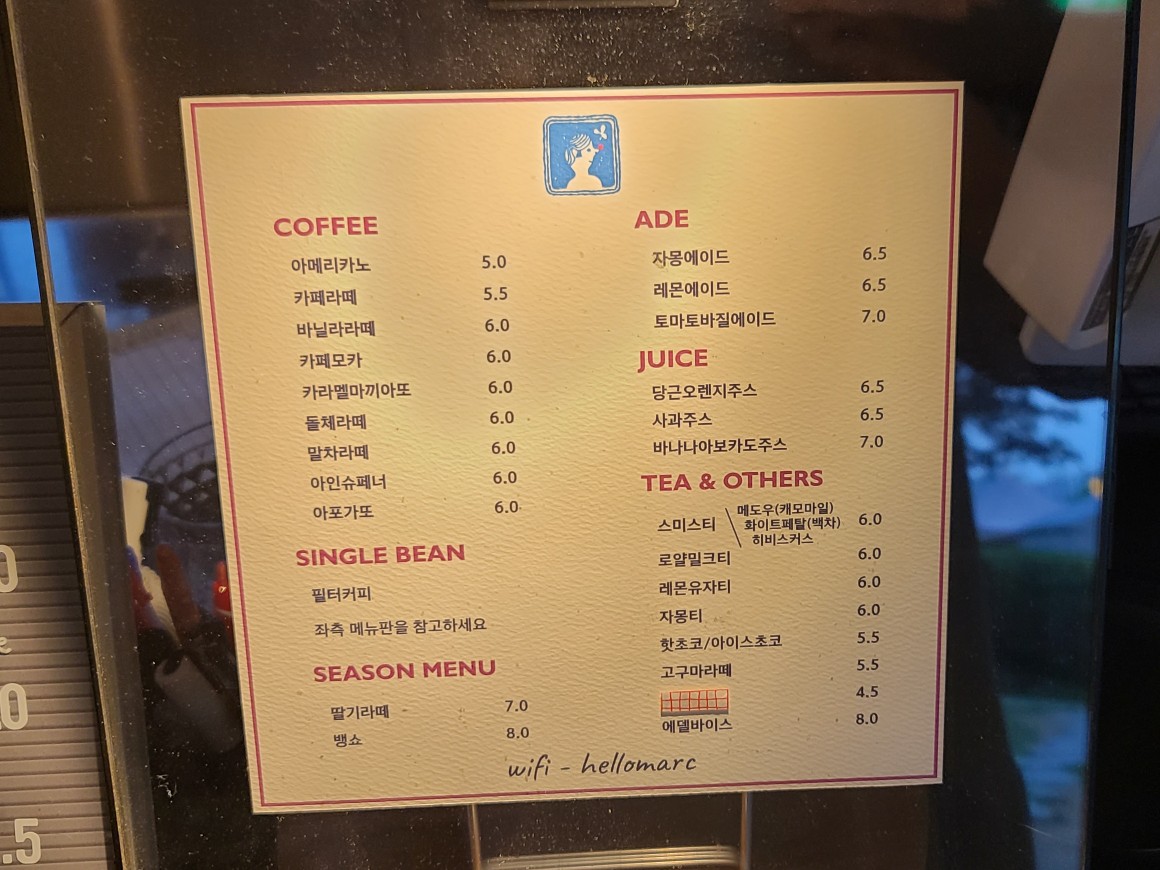 COFFEE
아메리카노 5.0
카페라떼 5.5
바닐라라떼 6.0
카페모카 6.0
카라멜마끼아또 6.0
돌체라떼 6.0
말차라떼 6.0
아인슈페너 6.0
아포가또 6.0
SINGLE BEAN
필터커피
좌측 메뉴판을 참고하세요
SEASON MENU
딸기라떼 7.0
뱅쇼 8.0
ADE
자몽에이드 6.5
레몬에이드 6.5
토마토바질에이드 7.0
JUICE
당근오렌지주스 6.5
사과주스 6.5
바나나아보카도주스 7.0
TEA & OTHERS
메도우(캐모마일)
스미스티 화이트페탈(백차) 6.0
히비스커스
로얄밀크티 6.0
레몬유자티 6.0
자몽티 6.0
핫초코/아이스초코 5.5
고구마라떼 5.5
4.5
에델바이스 8.0
wifi - hellomarc
.5